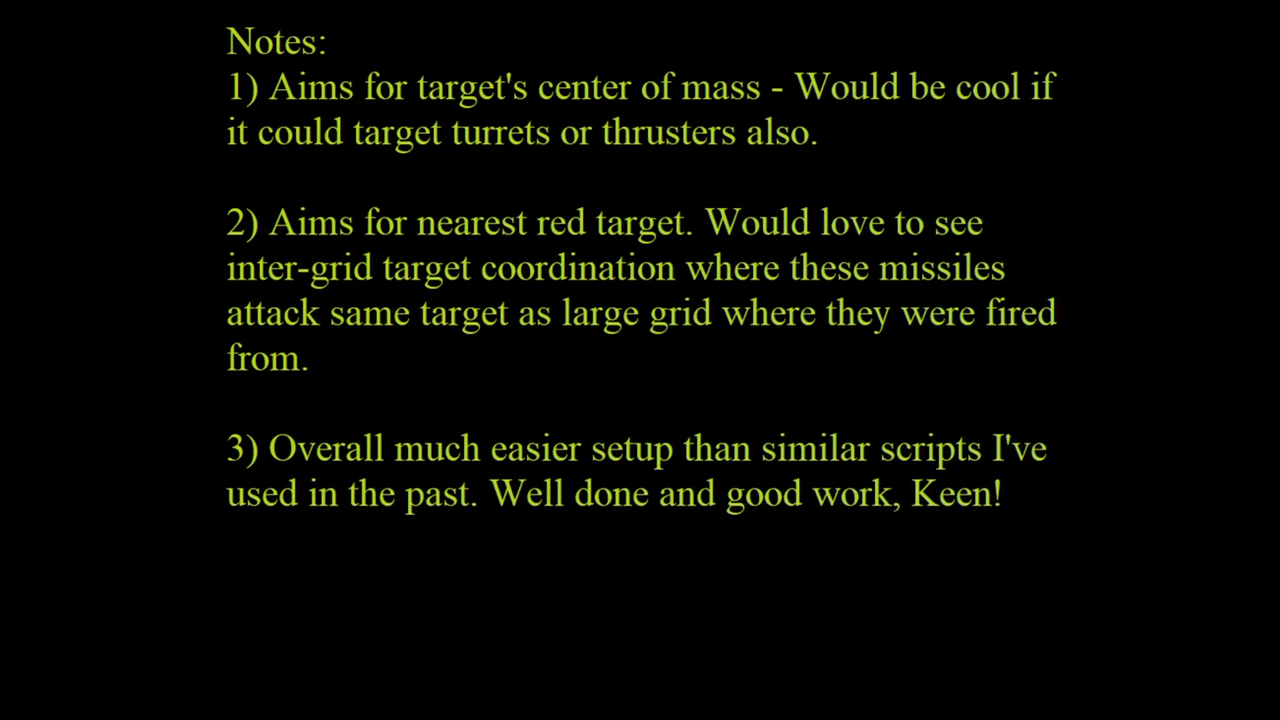 Notes:
1) Aims for target's center of mass - Would be cool if
it could target turrets or thrusters also.
2) Aims for nearest red target. Would love to see
inter-grid target coordination where these missiles
attack same target as large grid where they were fired
from.
3) Overall much easier setup than similar scripts I've
used in the past. Well done and good work, Keen!